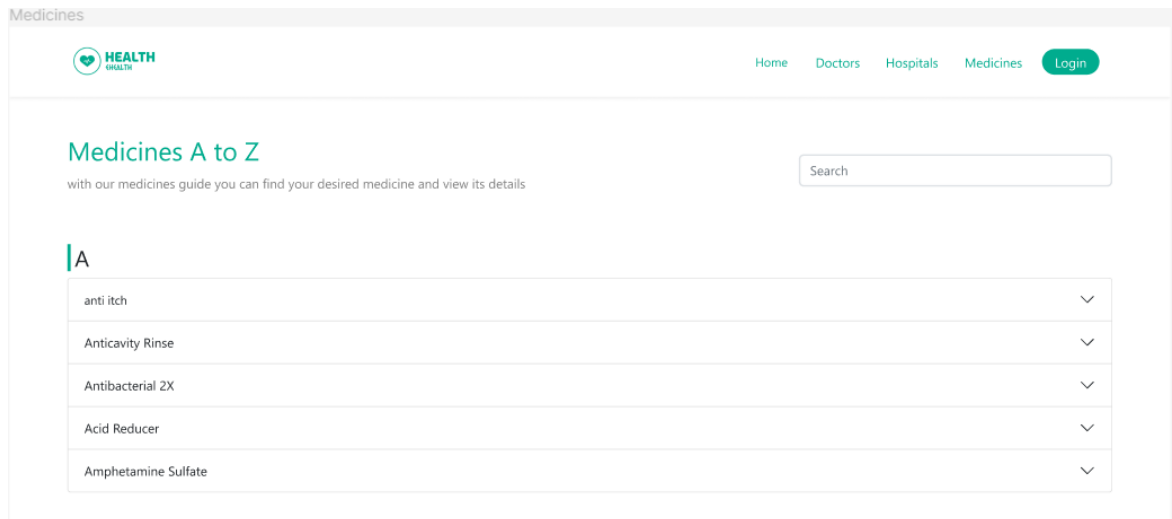 Medicines
HEALTH
4HEALTH
Home Doctors Hospitals Medicines Login
Medicines A to Z
Search
with our medicines guide you can find your desired medicine and view its details
A
anti itch
Anticavity Rinse
Antibacterial 2X
Acid Reducer
Amphetamine Sulfate